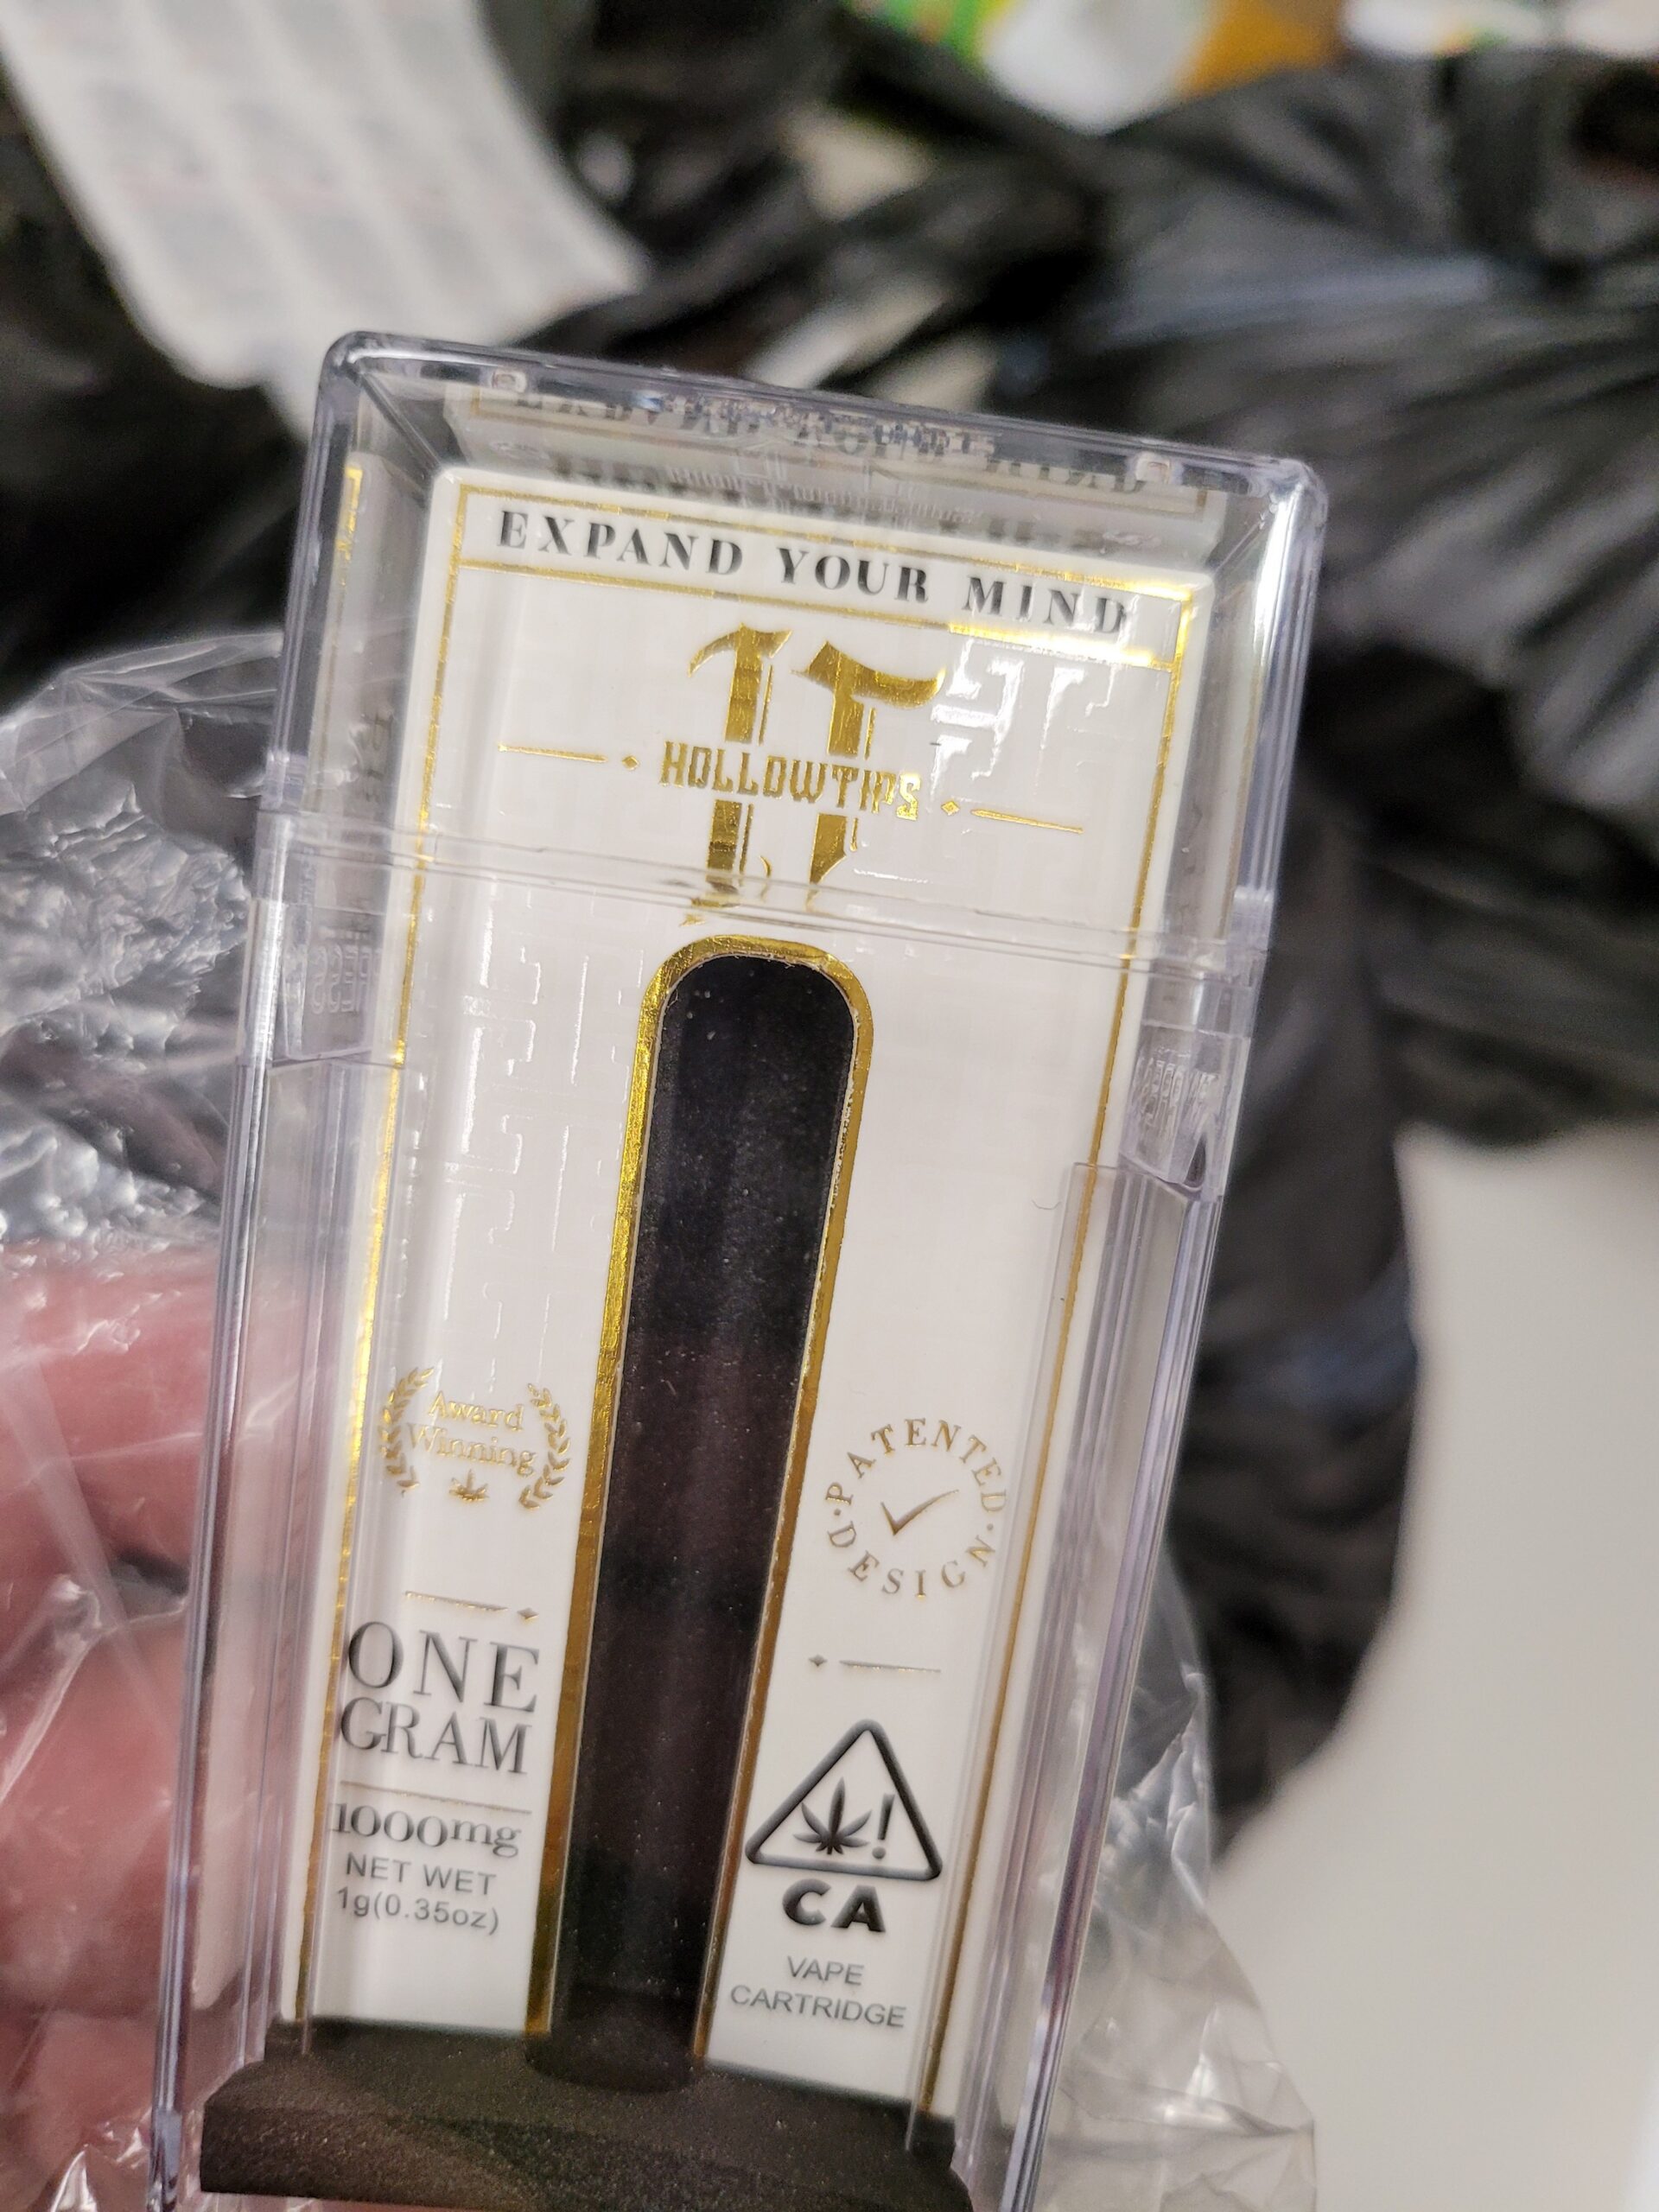 EXPAND YOUR MIND
HOLLOWTIPS
Award
Winning
PATENTED
DESIGN
ONE
GRAM
1000mg
NET WET
1g(0.35oz)
CA
VAPE
CARTRIDGE